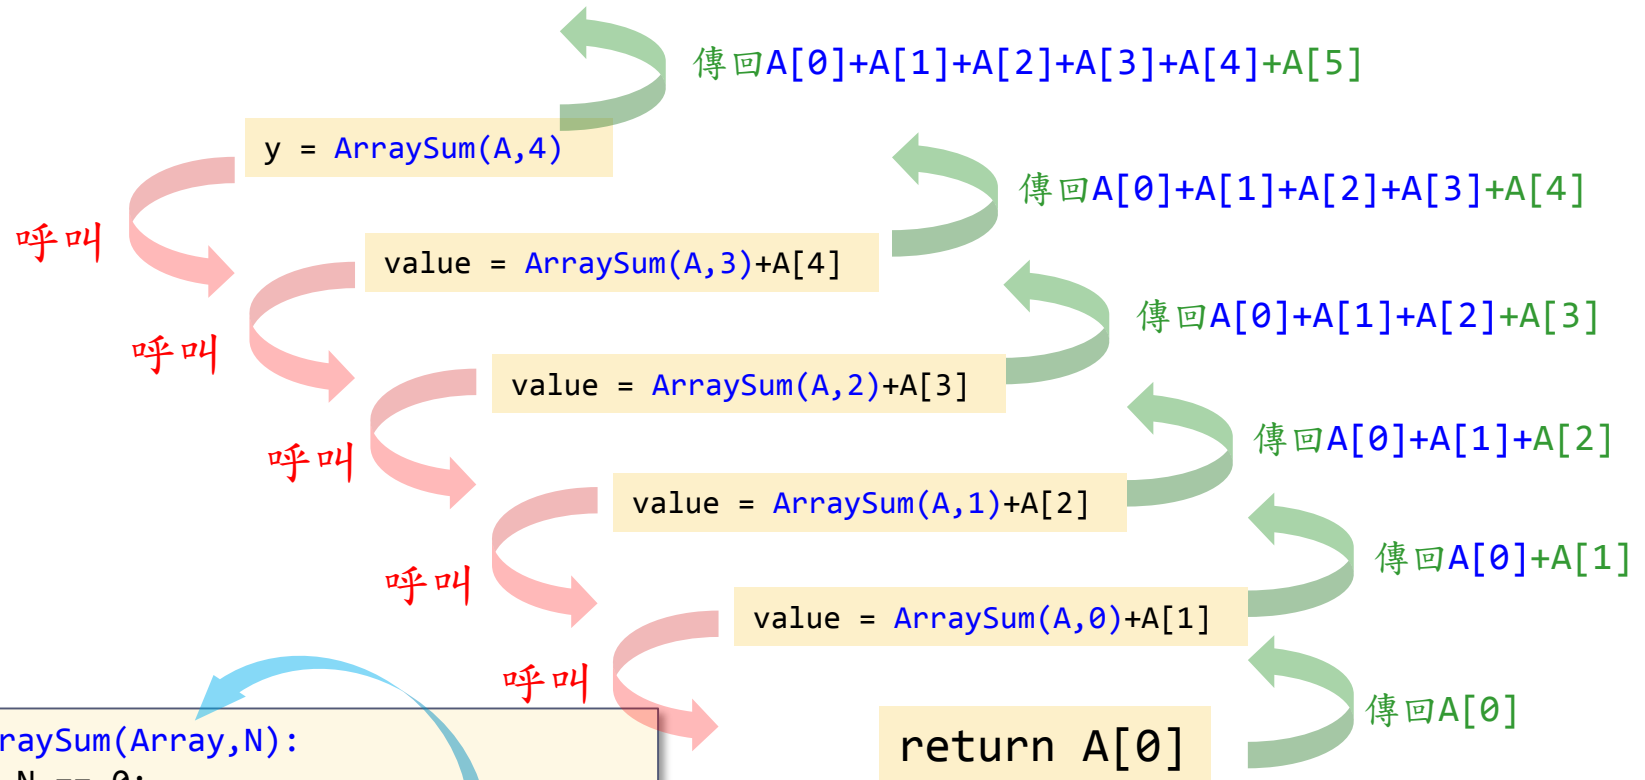 傳回A[0]+A[1]+A[2]+A[3]+A[4]+A[5]
y = ArraySum(A,4)
傳回A[0]+A[1]+A[2]+A[3]+A[4]
呼叫
value = ArraySum(A,3)+A[4]
傳回A[0]+A[1]+A[2]+A[3]
呼叫
value = ArraySum(A,2)+A[3]
傳回A[0]+A[1]+A[2]
呼叫
value = ArraySum(A,1)+A[2]
傳回A[0]+A[1]
呼叫
value = ArraySum(A,0)+A[1]
呼叫
傳回A[0]
raySum(Array,N):
return A[0]
N == 0: